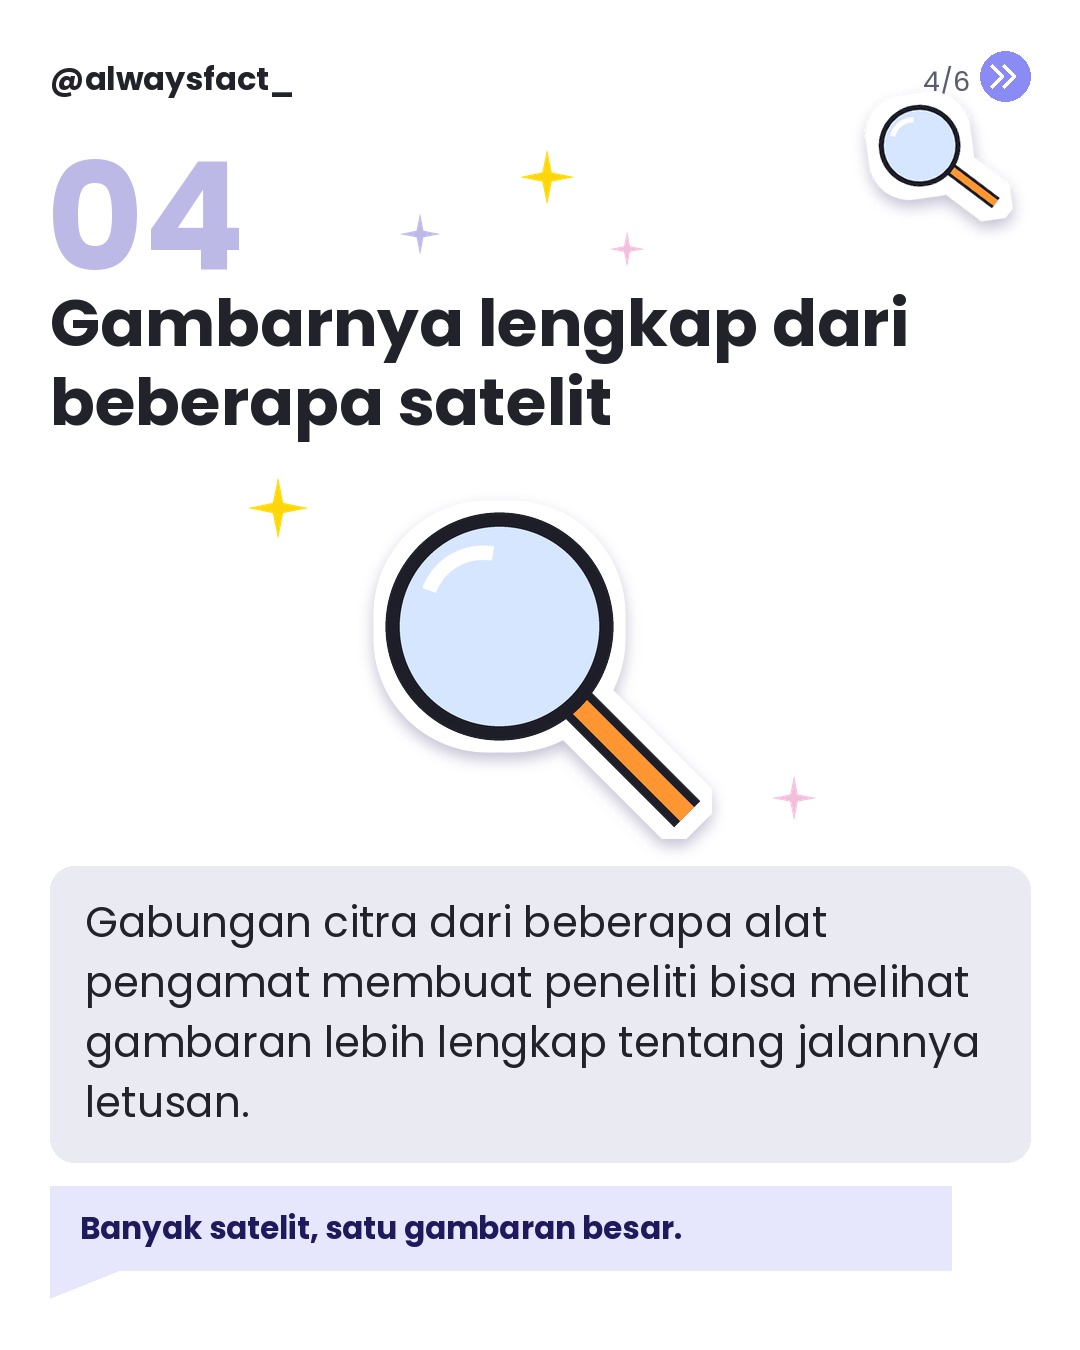 @alwaysfact_
4/6
04
Gambarnya lengkap dari
beberapa satelit
Gabungan citra dari beberapa alat
pengamat membuat peneliti bisa melihat
gambaran lebih lengkap tentang jalannya
letusan.
Banyak satelit, satu gambaran besar.